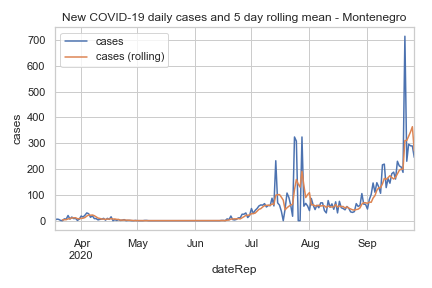 New COVID-19 daily cases and 5 day rolling mean - Montenegro
cases
cases (rolling)
700
600
500
400
300
200
100
0
cases
Apr May Jun Jul Aug Sep
2020
dateRep